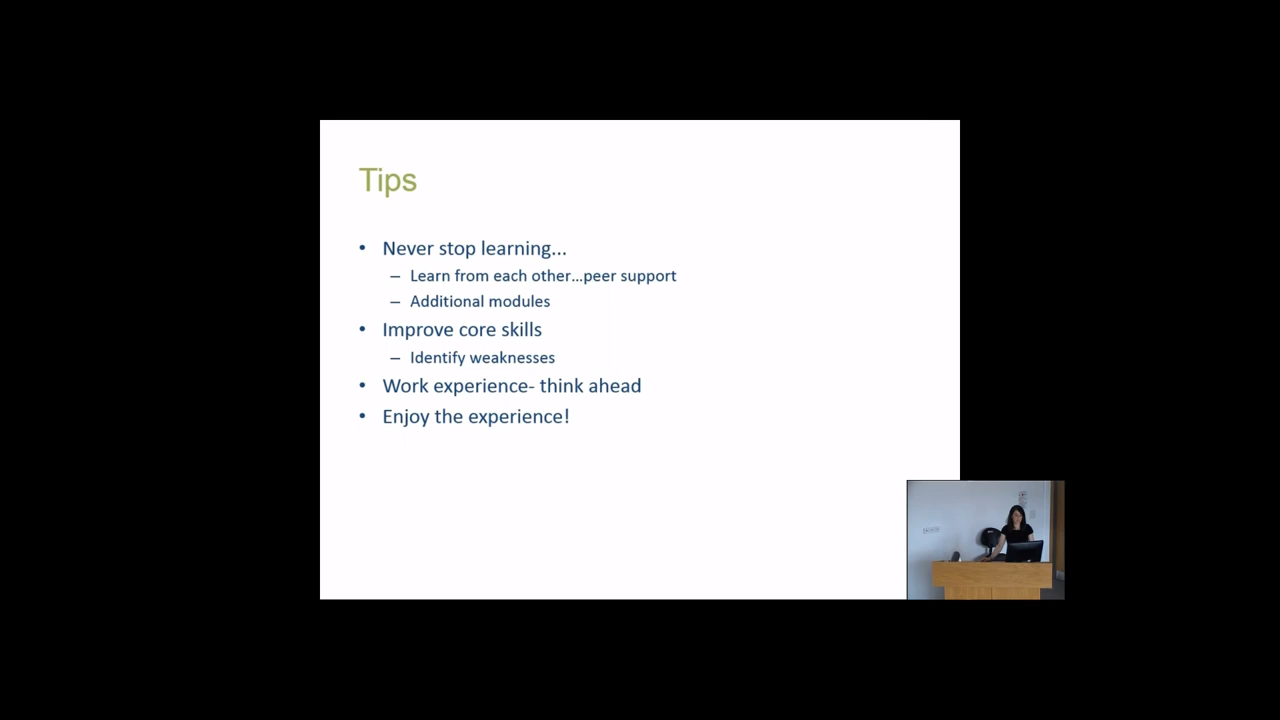 Tips
• Never stop learning...
– Learn from each other...peer support
– Additional modules
• Improve core skills
– Identify weaknesses
• Work experience- think ahead
• Enjoy the experience!